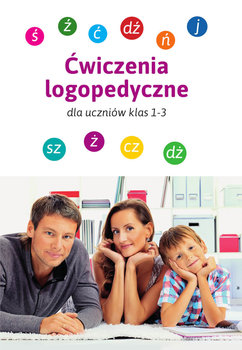 ś ź ć dź ń j
Ćwiczenia
logopedyczne
dla uczniów klas 1-3
sz ż cz dż